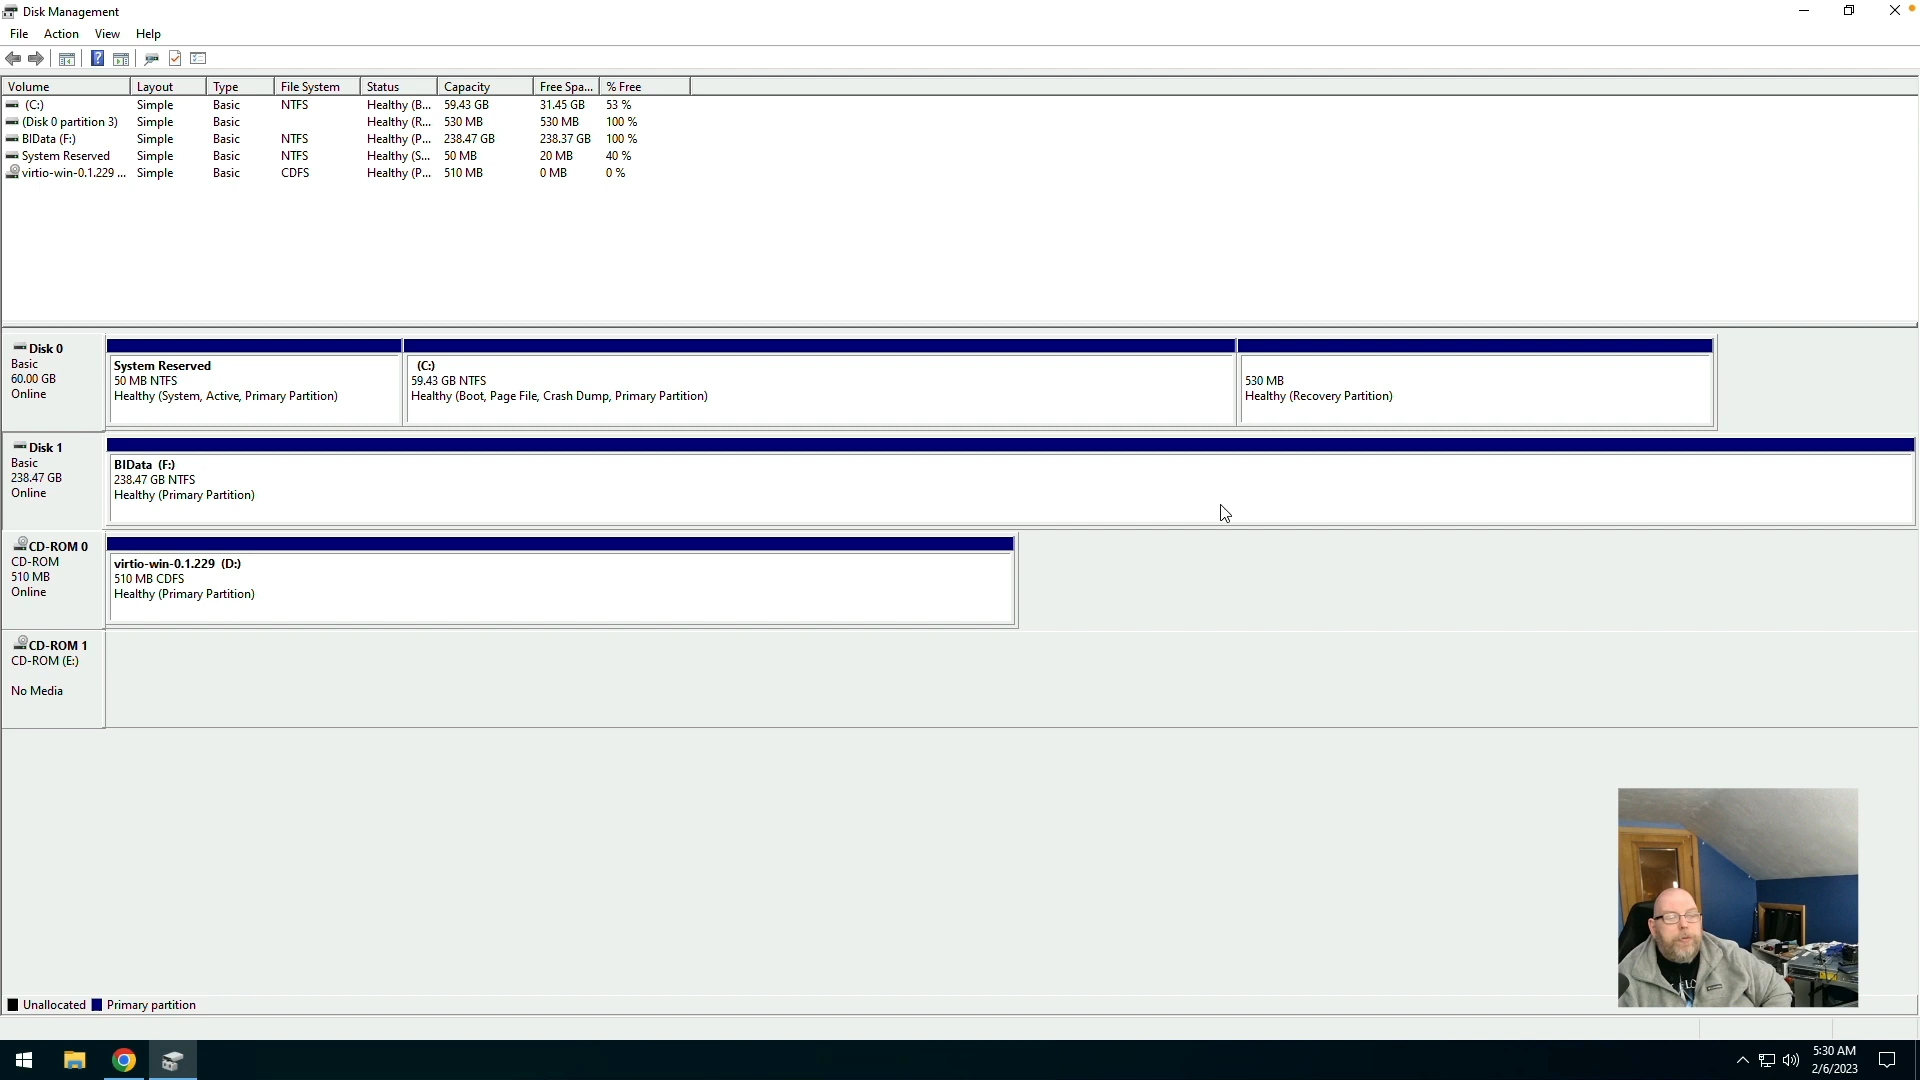 Disk Management
File Action View Help
Volume Layout Type File System Status Capacity Free Spa... % Free
(C:) Simple Basic NTFS Healthy (B... 59.43 GB 31.45 GB 53 %
(Disk 0 partition 3) Simple Basic Healthy (R... 530 MB 530 MB 100 %
BIData (F:) Simple Basic NTFS Healthy (P... 238.47 GB 238.37 GB 100 %
System Reserved Simple Basic NTFS Healthy (S... 50 MB 20 MB 40 %
virtio-win-0.1.229 ... Simple Basic CDFS Healthy (P... 510 MB 0 MB 0 %
Disk 0
Basic
60.00 GB
Online
System Reserved
50 MB NTFS
Healthy (System, Active, Primary Partition)
(C:)
59.43 GB NTFS
Healthy (Boot, Page File, Crash Dump, Primary Partition)
530 MB
Healthy (Recovery Partition)
Disk 1
Basic
238.47 GB
Online
BIData (F:)
238.47 GB NTFS
Healthy (Primary Partition)
CD-ROM 0
CD-ROM
510 MB
Online
virtio-win-0.1.229 (D:)
510 MB CDFS
Healthy (Primary Partition)
CD-ROM 1
CD-ROM (E:)
No Media
Unallocated Primary partition
5:30 AM
2/6/2023